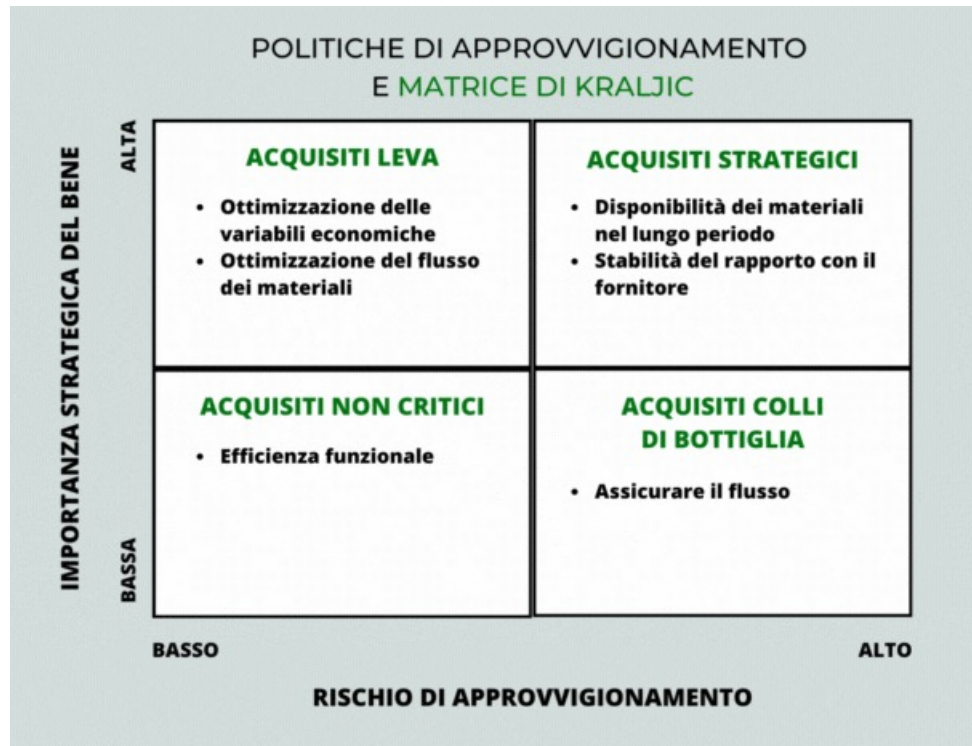 POLITICHE DI APPROVVIGIONAMENTO
E MATRICE DI KRALJIC
IMPORTANZA STRATEGICA DEL BENE
ALTA
ACQUISITI LEVA
• Ottimizzazione delle
variabili economiche
• Ottimizzazione del flusso
dei materiali
ACQUISITI STRATEGICI
• Disponibilità dei materiali
nel lungo periodo
• Stabilità del rapporto con il
fornitore
BASSA
ACQUISITI NON CRITICI
• Efficienza funzionale
ACQUISITI COLLI
DI BOTTIGLIA
• Assicurare il flusso
BASSO
ALTO
RISCHIO DI APPROVVIGIONAMENTO